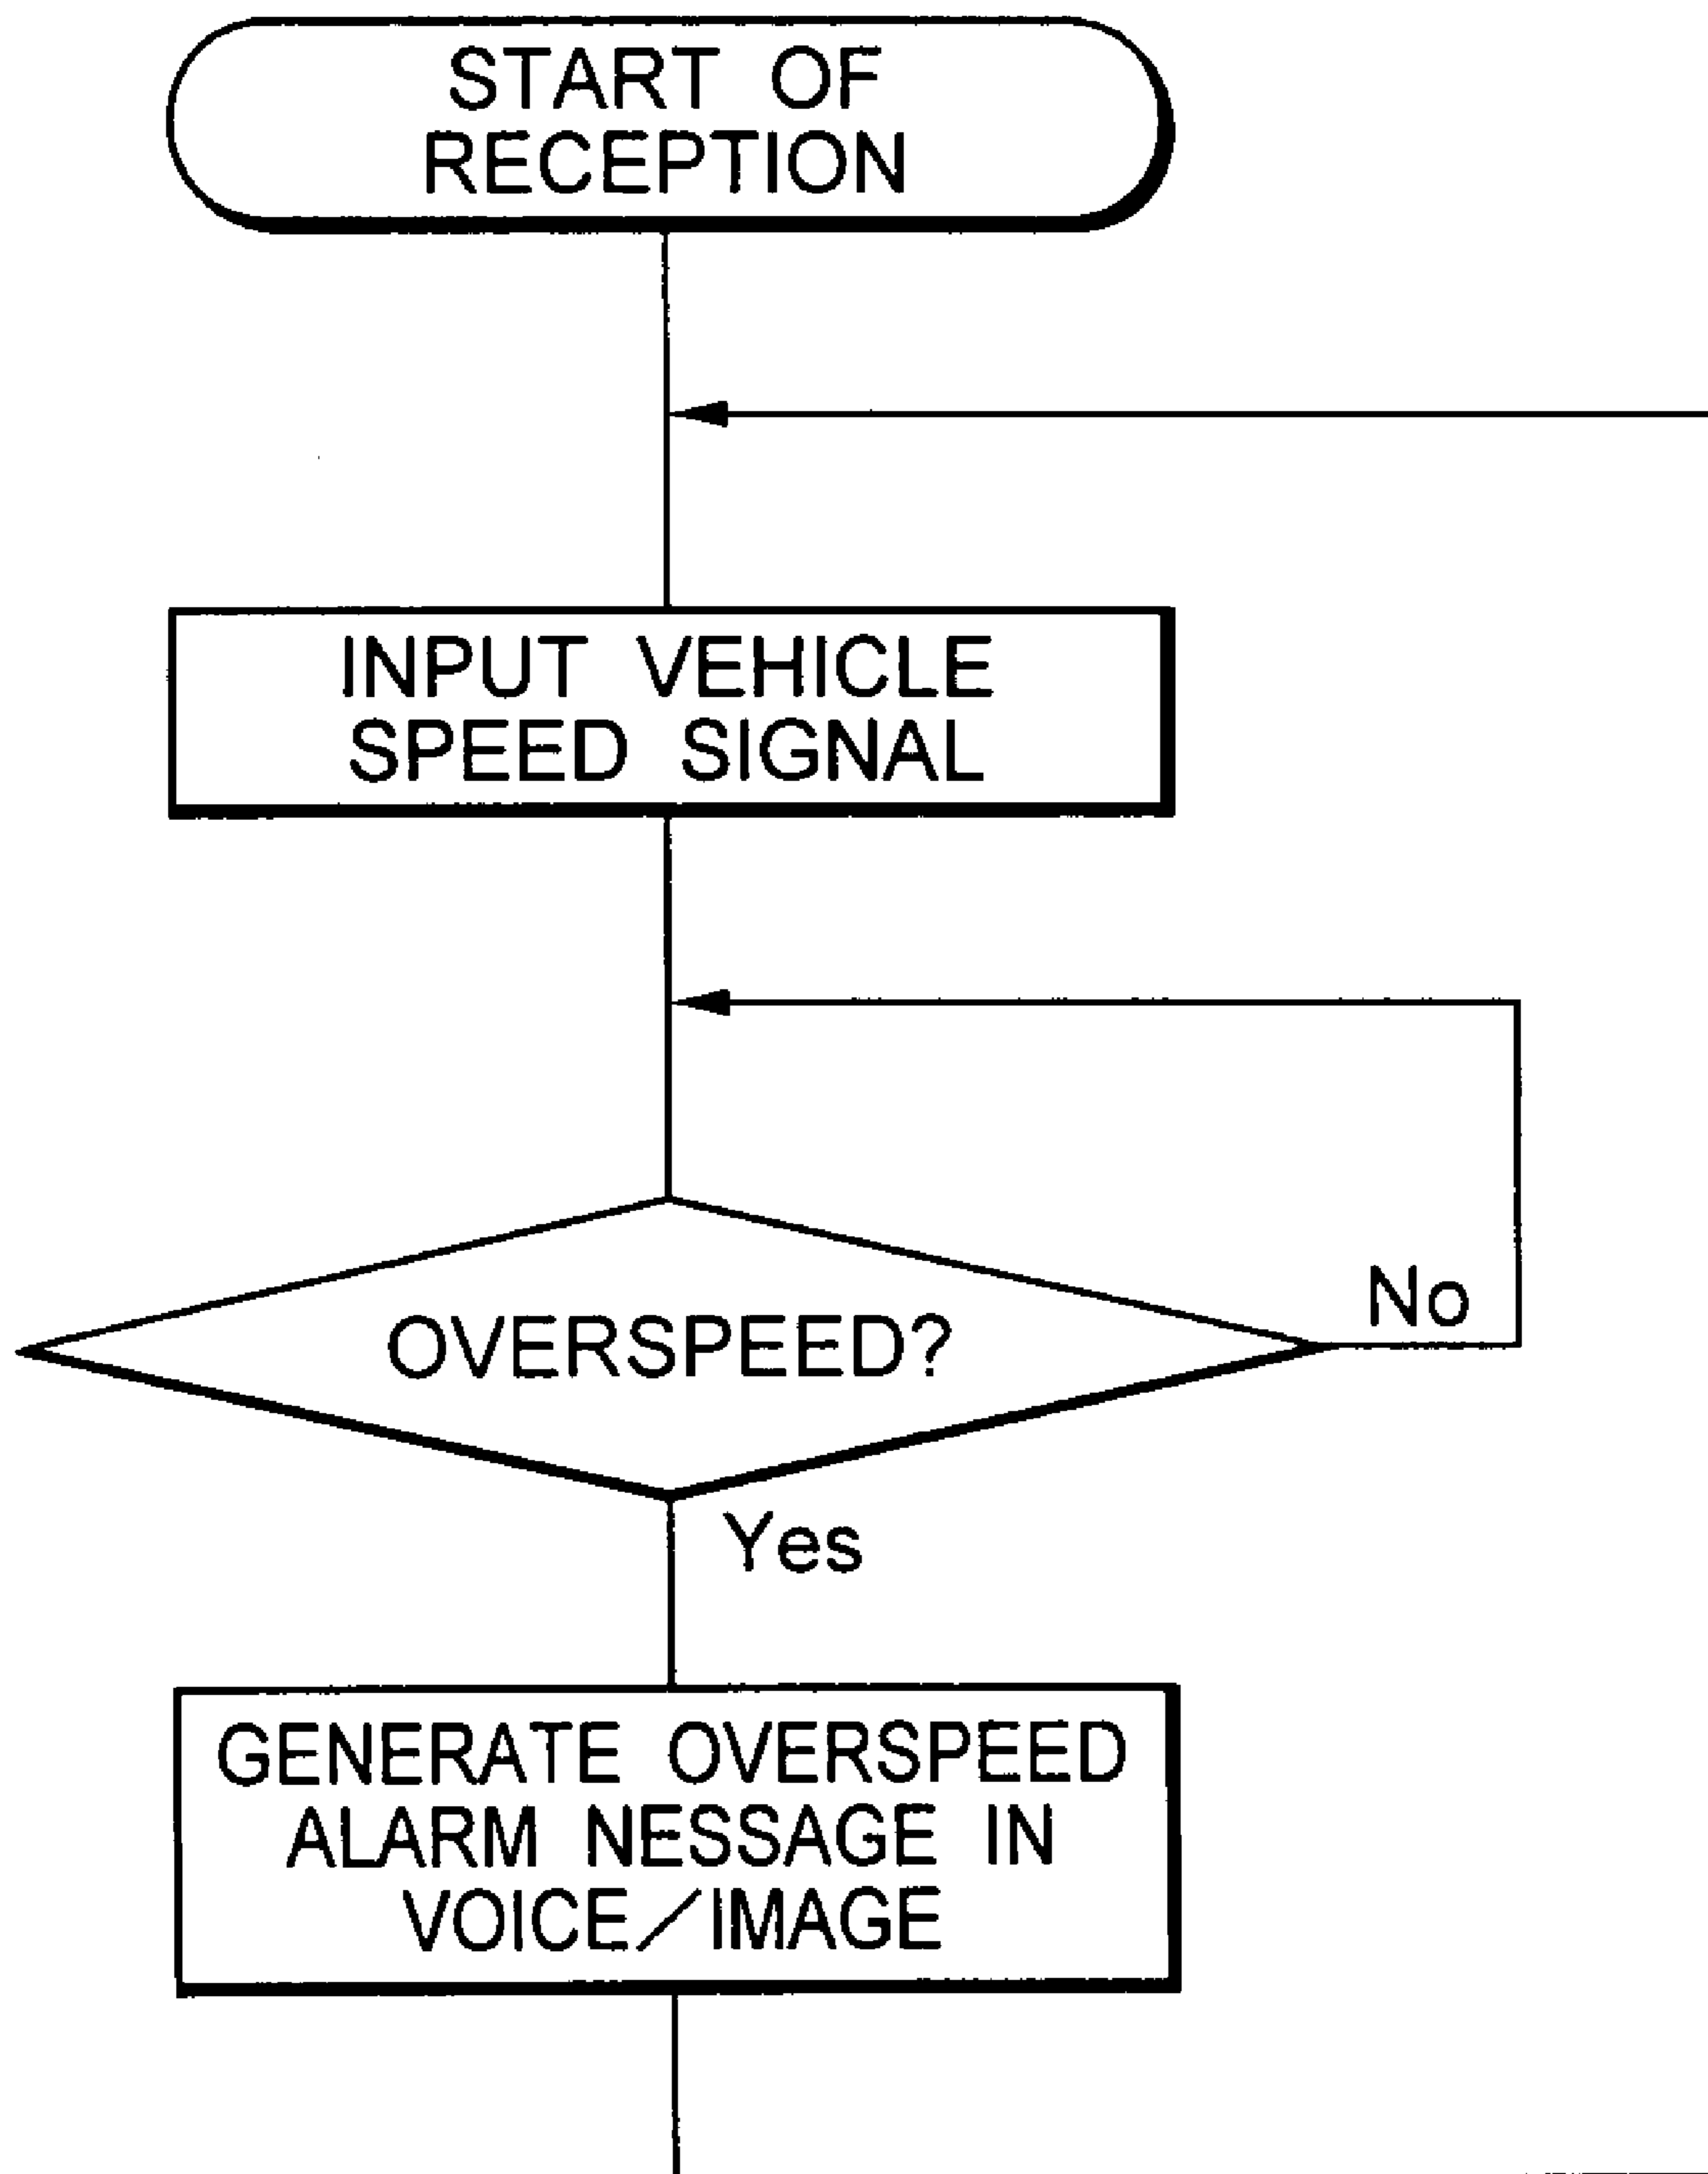 START OF
RECEPTION
INPUT VEHICLE
SPEED SIGNAL
OVERSPEED?
No
Yes
GENERATE OVERSPEED
ALARM NESSAGE IN
VOICE/IMAGE